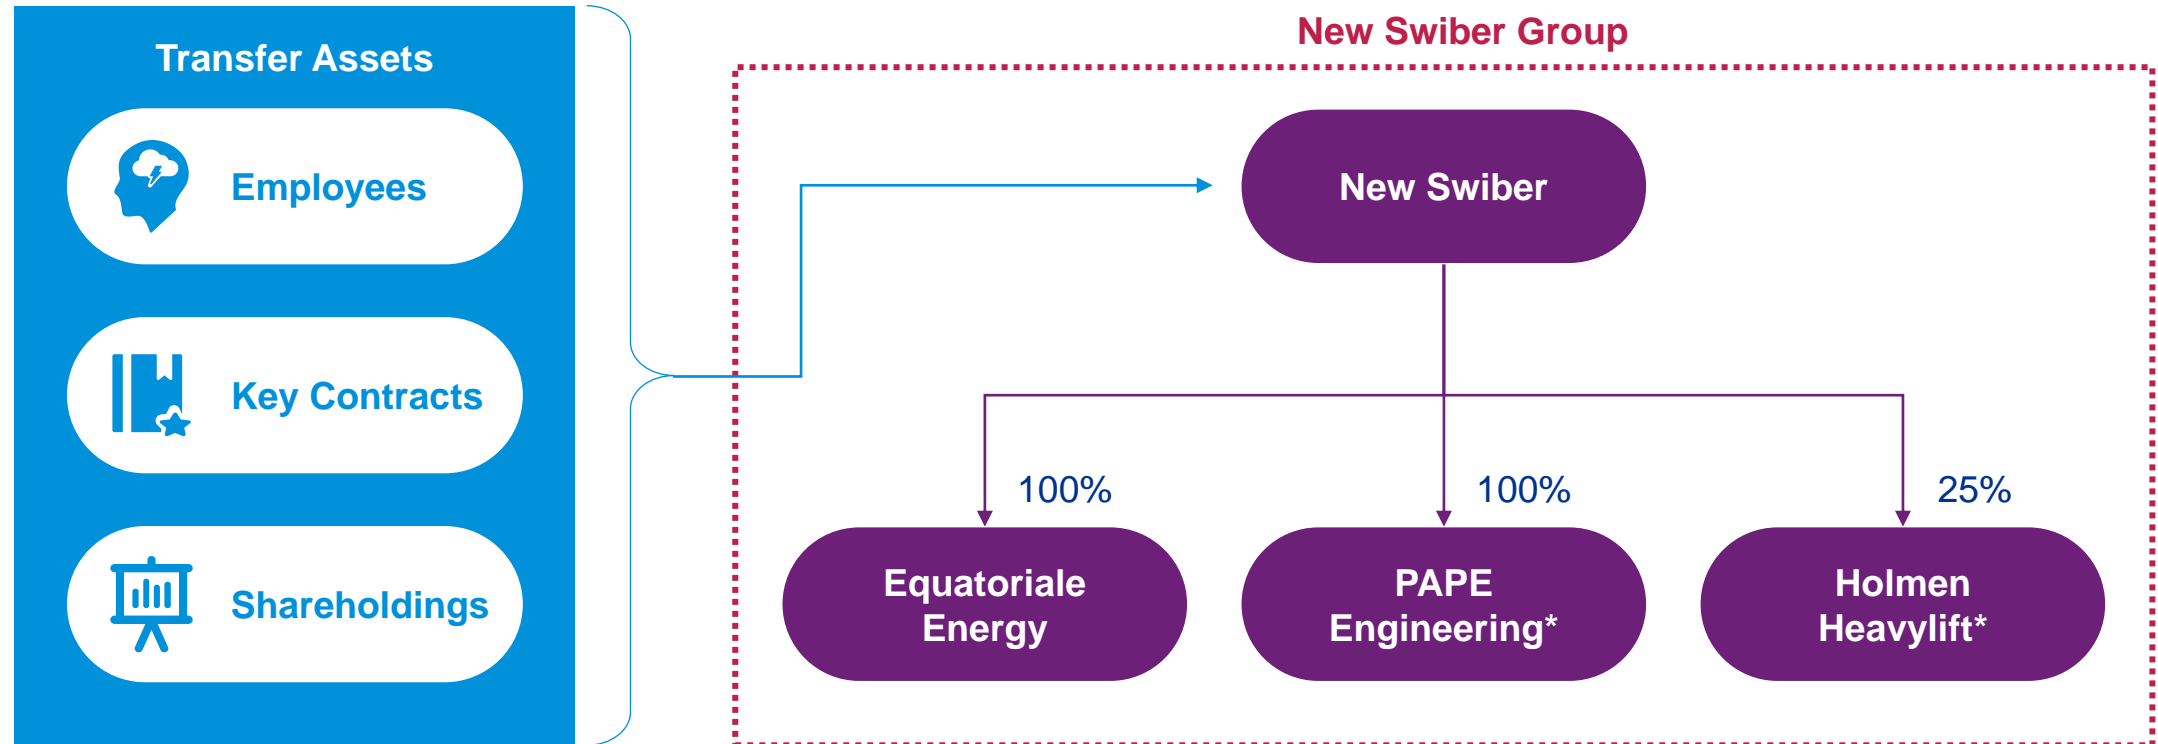 Transfer Assets
Employees
Key Contracts
Shareholdings
New Swiber Group
New Swiber
100%
100%
25%
Equatoriale
Energy
PAPE
Engineering*
Holmen
Heavylift*